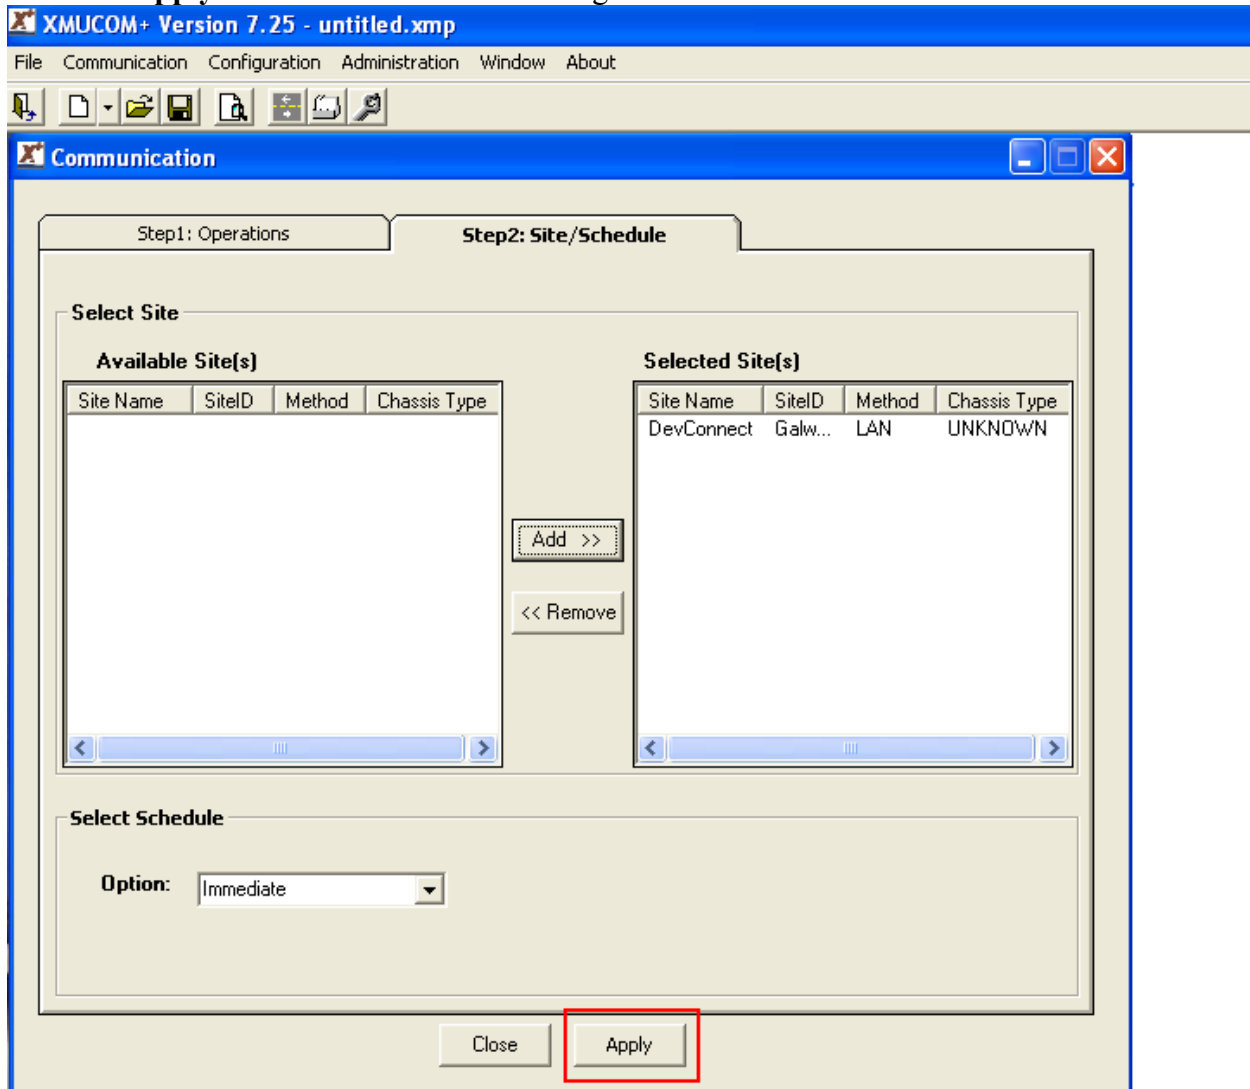 XMUCOM+ Version 7.25 - untitled.xmp
File Communication Configuration Administration Window About
Communication
Step1: Operations Step2: Site/Schedule
Select Site
Available Site(s) Selected Site(s)
Site Name SiteID Method Chassis Type Site Name SiteID Method Chassis Type
DevConnect Galw... LAN UNKNOWN
Add >>
<< Remove
Select Schedule
Option: Immediate
Close Apply